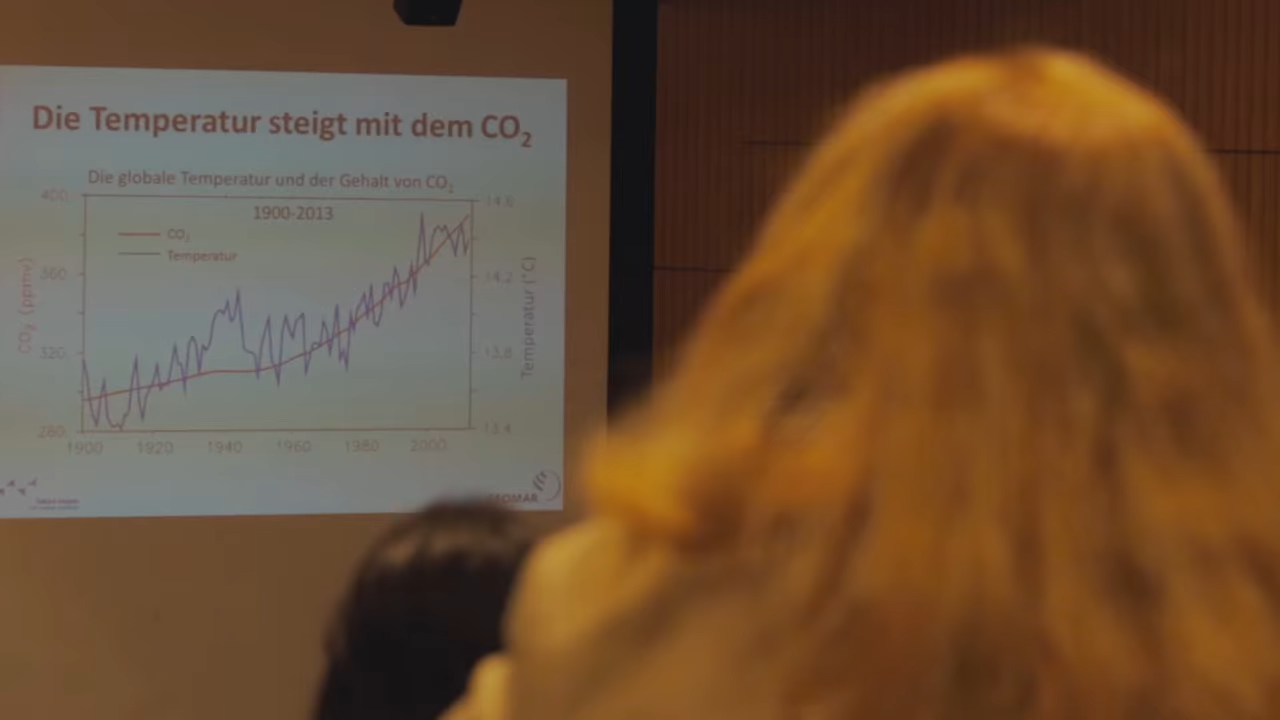 Die Temperatur steigt mit dem CO₂
Die globale Temperatur und der Gehalt von CO₂
1900-2013
CO₂
Temperatur
400
360
320
280
CO₂ (ppmv)
14.6
14.2
13.8
13.4
Temperatur (°C)
1900 1920 1940 1960 1980 2000
GEOMAR